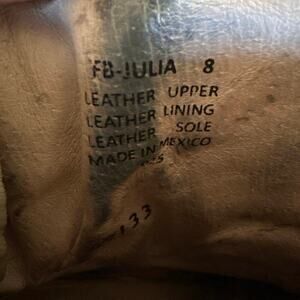 FB-JULIA 8
LEATHER UPPER
LEATHER LINING
LEATHER SOLE
MADE IN MEXICO
133